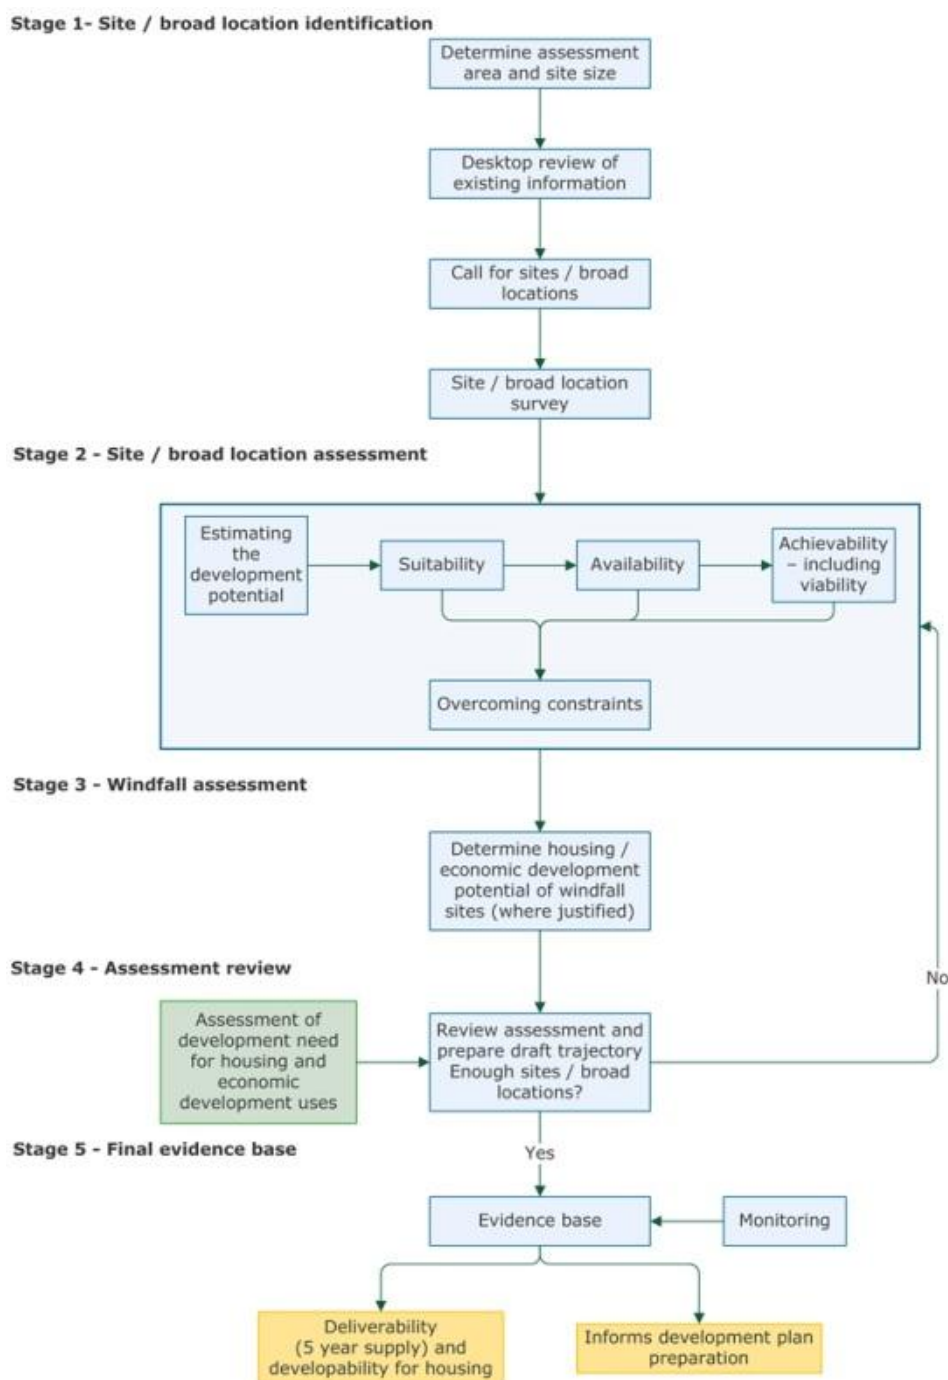 Stage 1- Site / broad location identification
Determine assessment
area and site size
Desktop review of
existing information
Call for sites / broad
locations
Site / broad location
survey
Stage 2 - Site / broad location assessment
Estimating
the
development
potential
Suitability
Availability
Achievability
– including
viability
Overcoming constraints
Stage 3 - Windfall assessment
Determine housing /
economic development
potential of windfall
sites (where justified)
Stage 4 - Assessment review
No
Assessment of
development need
for housing and
economic
development uses
Review assessment and
prepare draft trajectory
Enough sites / broad
locations?
Stage 5 - Final evidence base
Yes
Evidence base
Monitoring
Deliverability
(5 year supply) and
developability for housing
Informs development plan
preparation